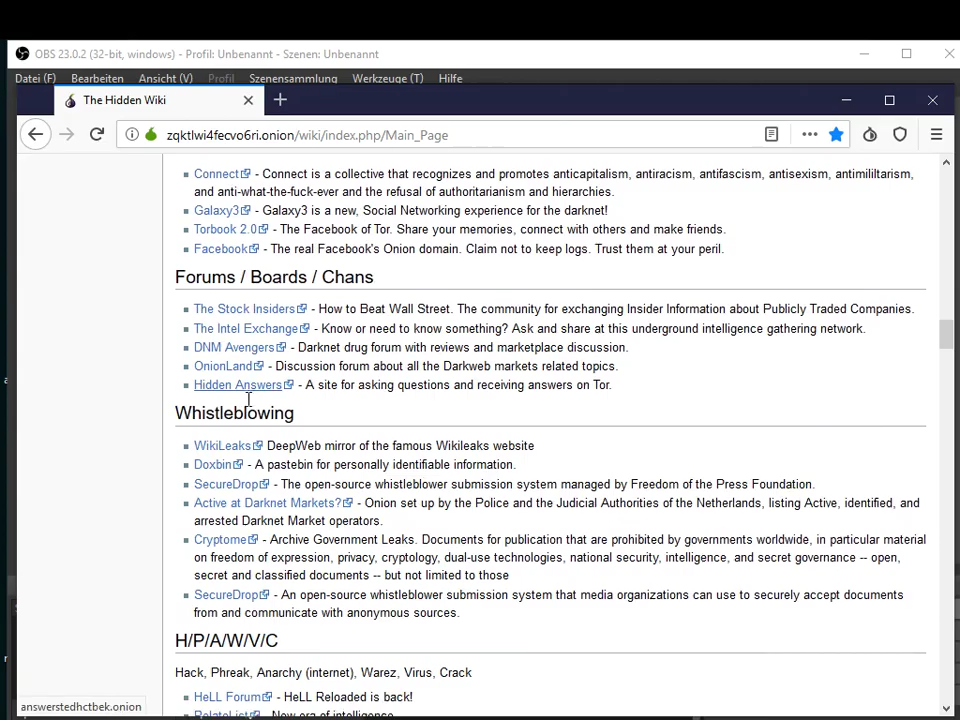 OBS 23.0.2 (32-bit, windows) - Profil: Unbenannt - Szenen: Unbenannt
Datei (F) Bearbeiten Ansicht (V) Profil Szenensammlung Werkzeuge (T) Hilfe
The Hidden Wiki
zqktlwi4fecvo6ri.onion/wiki/index.php/Main_Page
Connect - Connect is a collective that recognizes and promotes anticapitalism, antiracism, antifascism, antisexism, antimililtarism,
and anti-what-the-fuck-ever and the refusal of authoritarianism and hierarchies.
Galaxy3 - Galaxy3 is a new, Social Networking experience for the darknet!
Torbook 2.0 - The Facebook of Tor. Share your memories, connect with others and make friends.
Facebook - The real Facebook's Onion domain. Claim not to keep logs. Trust them at your peril.
Forums / Boards / Chans
The Stock Insiders - How to Beat Wall Street. The community for exchanging Insider Information about Publicly Traded Companies.
The Intel Exchange - Know or need to know something? Ask and share at this underground intelligence gathering network.
DNM Avengers - Darknet drug forum with reviews and marketplace discussion.
OnionLand - Discussion forum about all the Darkweb markets related topics.
Hidden Answers - A site for asking questions and receiving answers on Tor.
Whistleblowing
WikiLeaks DeepWeb mirror of the famous Wikileaks website
Doxbin - A pastebin for personally identifiable information.
SecureDrop - The open-source whistleblower submission system managed by Freedom of the Press Foundation.
Active at Darknet Markets? - Onion set up by the Police and the Judicial Authorities of the Netherlands, listing Active, identified, and
arrested Darknet Market operators.
Cryptome - Archive Government Leaks. Documents for publication that are prohibited by governments worldwide, in particular material
on freedom of expression, privacy, cryptology, dual-use technologies, national security, intelligence, and secret governance -- open,
secret and classified documents -- but not limited to those
SecureDrop - An open-source whistleblower submission system that media organizations can use to securely accept documents
from and communicate with anonymous sources.
H/P/A/W/V/C
Hack, Phreak, Anarchy (internet), Warez, Virus, Crack
HeLL Forum - HeLL Reloaded is back!
RelateList - New era of intelligence.
answerstedhctbek.onion